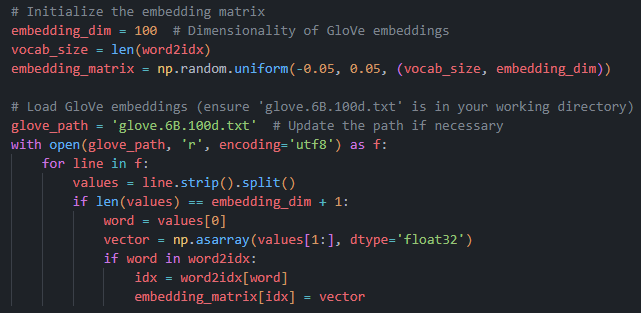 # Initialize the embedding matrix
embedding_dim = 100  # Dimensionality of GloVe embeddings
vocab_size = len(word2idx)
embedding_matrix = np.random.uniform(-0.05, 0.05, (vocab_size, embedding_dim))

# Load GloVe embeddings (ensure 'glove.6B.100d.txt' is in your working directory)
glove_path = 'glove.6B.100d.txt'  # Update the path if necessary
with open(glove_path, 'r', encoding='utf8') as f:
    for line in f:
        values = line.strip().split()
        if len(values) == embedding_dim + 1:
            word = values[0]
            vector = np.asarray(values[1:], dtype='float32')
            if word in word2idx:
                idx = word2idx[word]
                embedding_matrix[idx] = vector